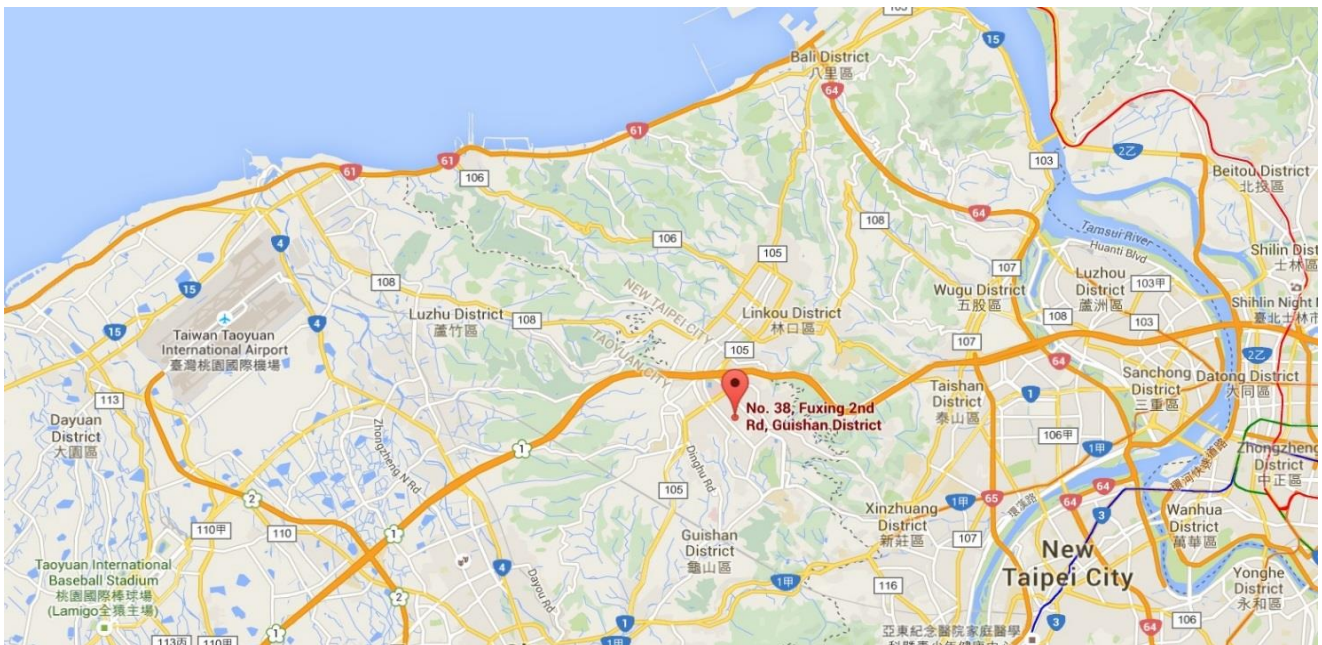 103
15
Bali District
八里區
64
61
2乙
103
Beitou District
北投區
61
61
106
64
108
106
105
Tamsui River
Huanti Blvd
Shilin Dist
士林區
4
15
108
107
Luzhou
District
蘆洲區
103甲
Wugu District
五股區
Shihlin Night M
臺北士林市
NEW TAIPEI CITY
TAOYUAN CITY
Luzhu District
蘆竹區
108
Linkou District
林口區
108
103
15
4
Taiwan Taoyuan
International Airport
臺灣桃園國際機場
105
107
64
2乙
Sanchong
District
三重區
Datong District
大同區
113
Dayuan
District
大園區
No. 38, Fuxing 2nd
Rd, Guishan District
Taishan
District
泰山區
1
106甲
1甲
環河快速道路
Zhongzheng
District
中正區
Zhongzheng N Rd
1
Dinghu Rd
105
2
1甲
65
環漢路
64
64
3
Wanhua
District
萬華區
110甲
110
1
Guishan
District
龜山區
Xinzhuang
District
新莊區
107
New
Taipei City
Taoyuan International
Baseball Stadium
桃園國際棒球場
(Lamigo全猿主場)
4
Dayou Rd
2
1甲
116
Yonghe
District
永和區
113丙
110甲
1
1
亞東紀念醫院家庭醫學
3
64
106